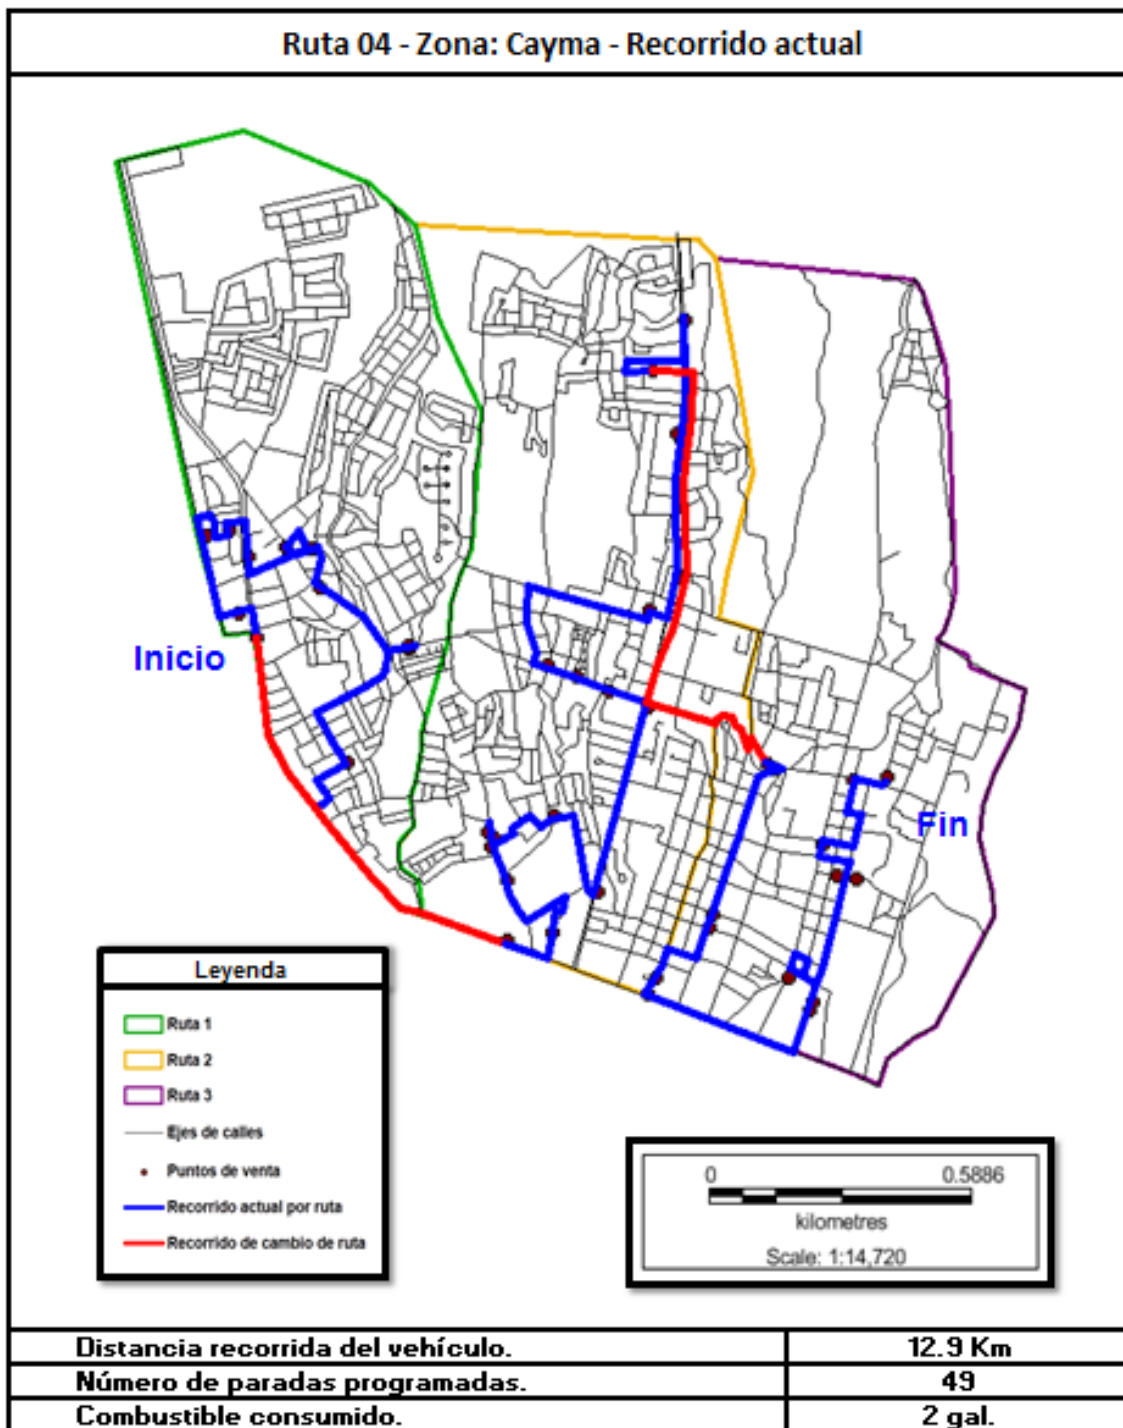 Ruta 04 - Zona: Cayma - Recorrido actual
Inicio
Fin
Leyenda
Ruta 1
Ruta 2
Ruta 3
Ejes de calles
Puntos de venta
Recorrido actual por ruta
Recorrido de cambio de ruta
0 0.5886
kilometres
Scale: 1:14,720
Distancia recorrida del vehículo. 12.9 Km
Número de paradas programadas. 49
Combustible consumido. 2 gal.